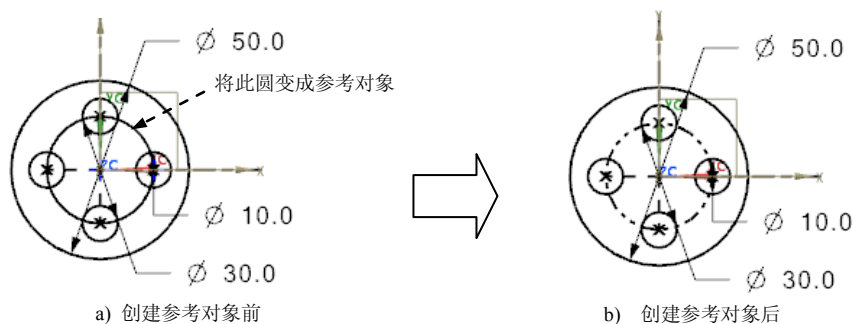 Y
∅ 50.0
将此圆变成参考对象
YC
ZC
C
X
∅ 10.0
∅ 30.0
a) 创建参考对象前
Y
∅ 50.0
YC
ZC
C
X
∅ 10.0
∅30.0
b) 创建参考对象后